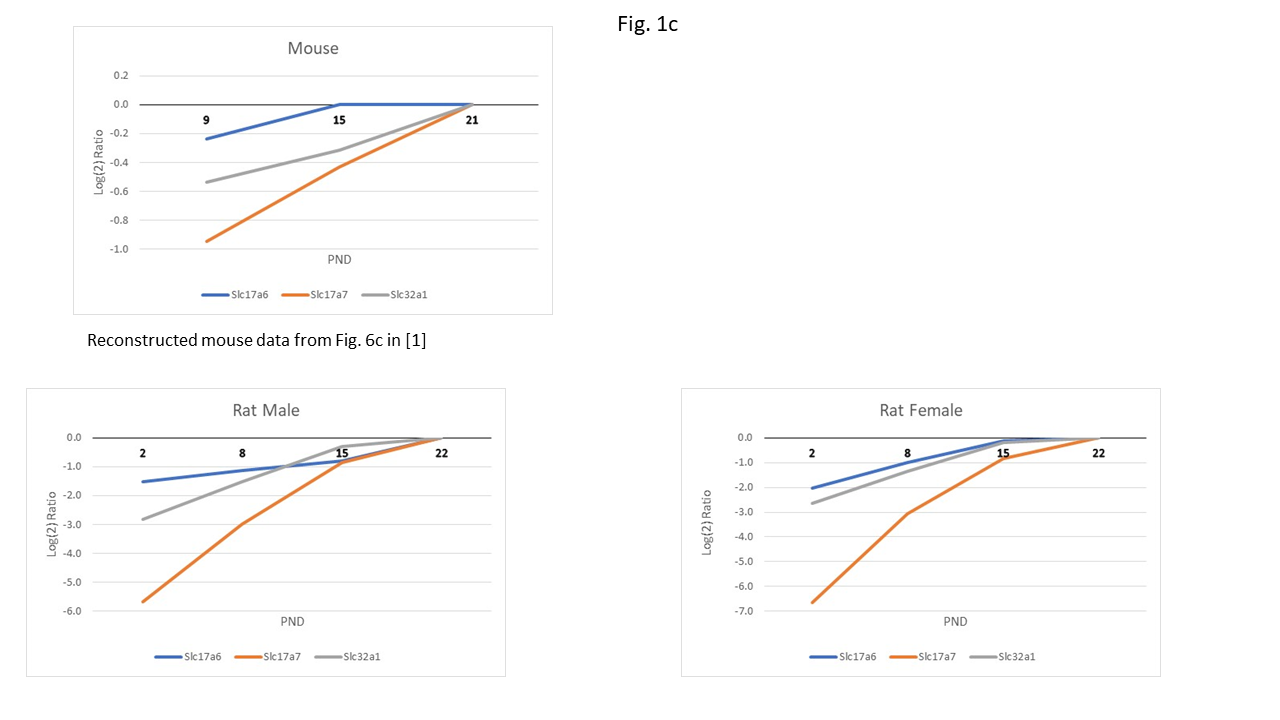 Fig. 1c
Mouse
0.2
0.0
-0.2
-0.4
-0.6
-0.8
-1.0
Log(2) Ratio
9 15 21
PND
Slc17a6 Slc17a7 Slc32a1
Reconstructed mouse data from Fig. 6c in [1]
Rat Male
0.0
-1.0
-2.0
-3.0
-4.0
-5.0
-6.0
Log(2) Ratio
2 8 15 22
PND
Slc17a6 Slc17a7 Slc32a1
Rat Female
0.0
-1.0
-2.0
-3.0
-4.0
-5.0
-6.0
-7.0
Log(2) Ratio
2 8 15 22
PND
Slc17a6 Slc17a7 Slc32a1